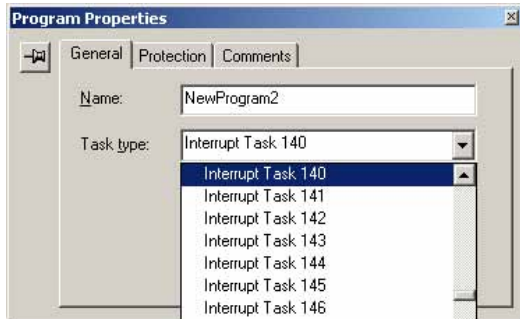 Program Properties
General Protection Comments
Name: NewProgram2
Task type: Interrupt Task 140
Interrupt Task 140
Interrupt Task 141
Interrupt Task 142
Interrupt Task 143
Interrupt Task 144
Interrupt Task 145
Interrupt Task 146